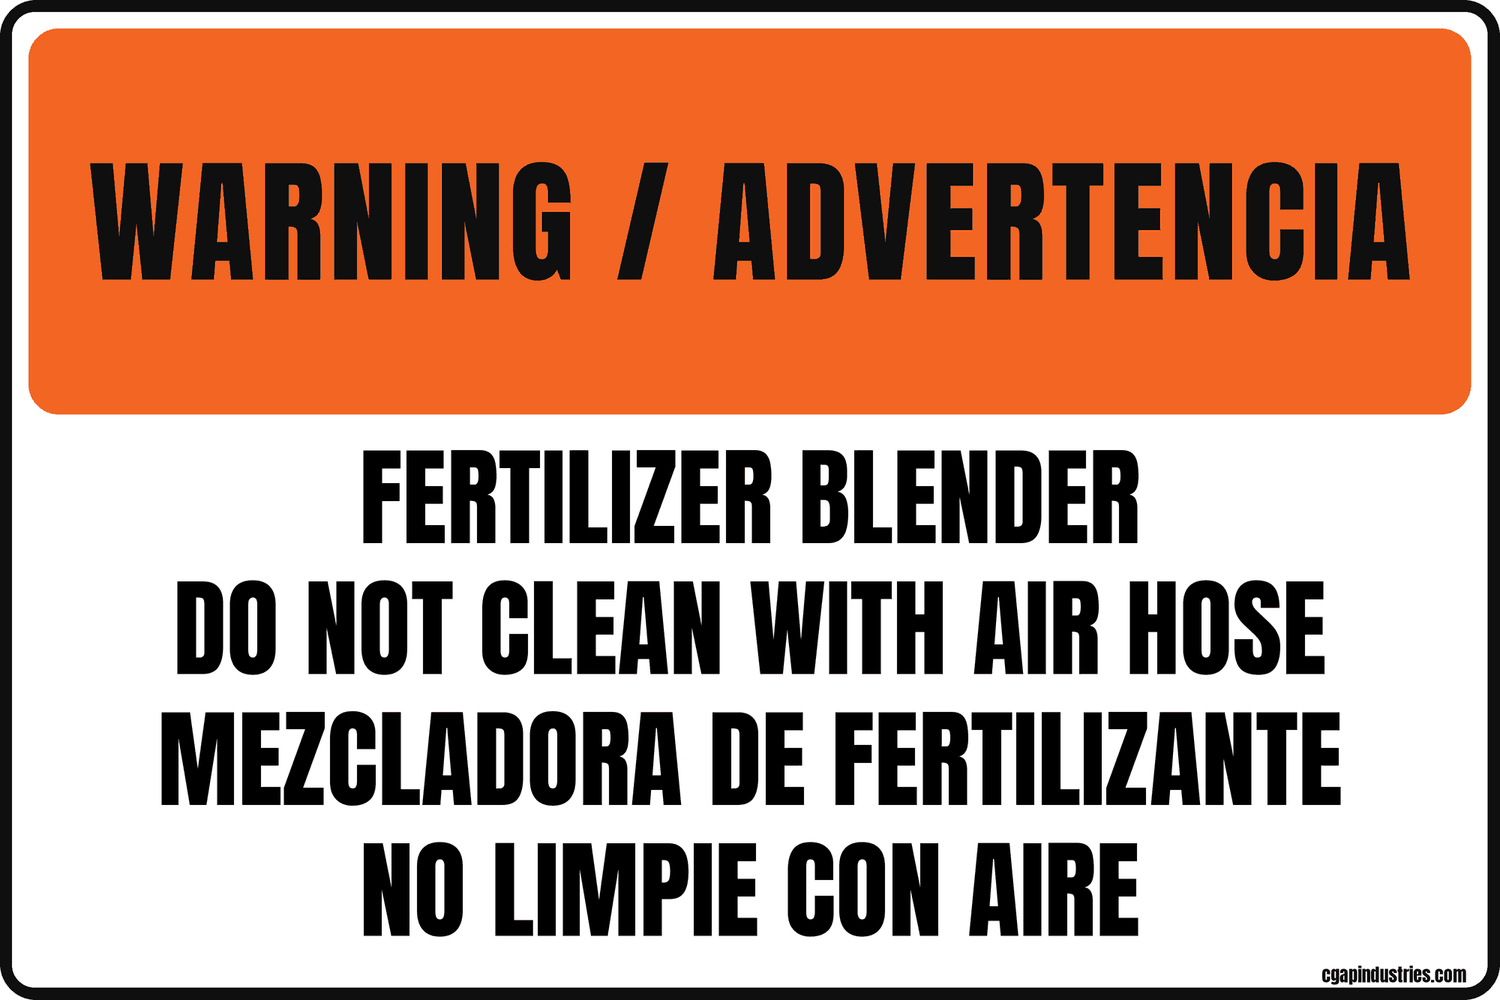 WARNING / ADVERTENCIA
FERTILIZER BLENDER
DO NOT CLEAN WITH AIR HOSE
MEZCLADORA DE FERTILIZANTE
NO LIMPIE CON AIRE
cgapindustries.com